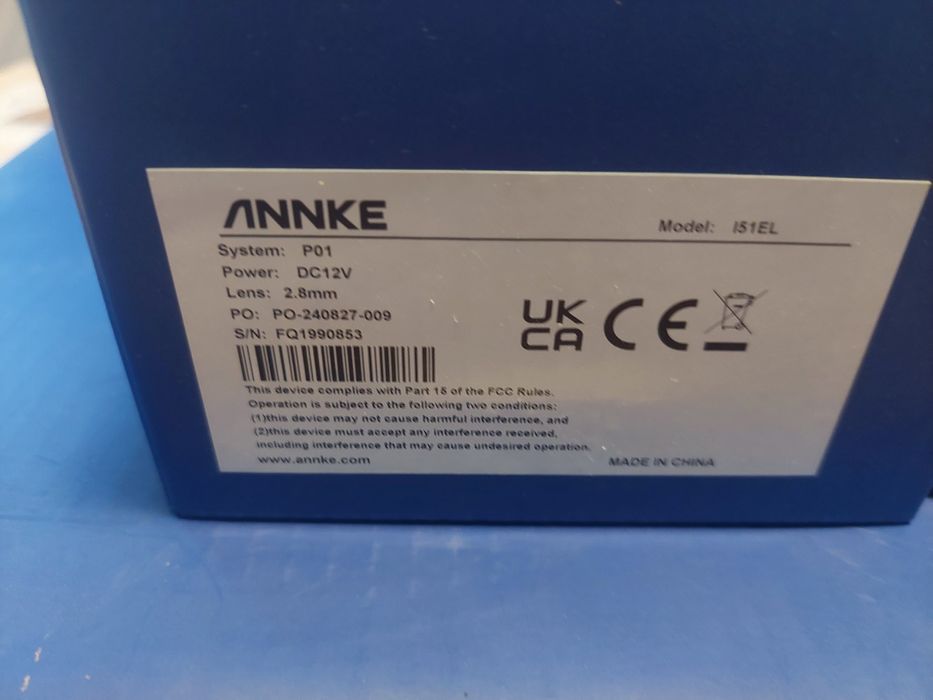 ANNKE
Model: I51EL
System: P01
Power: DC12V
Lens: 2.8mm
PO: PO-240827-009
S/N: FQ1990853
UK
CA
CE
This device complies with Part 15 of the FCC Rules.
Operation is subject to the following two conditions:
(1)this device may not cause harmful interference, and
(2)this device must accept any interference received,
including interference that may cause undesired operation.
www.annke.com
MADE IN CHINA